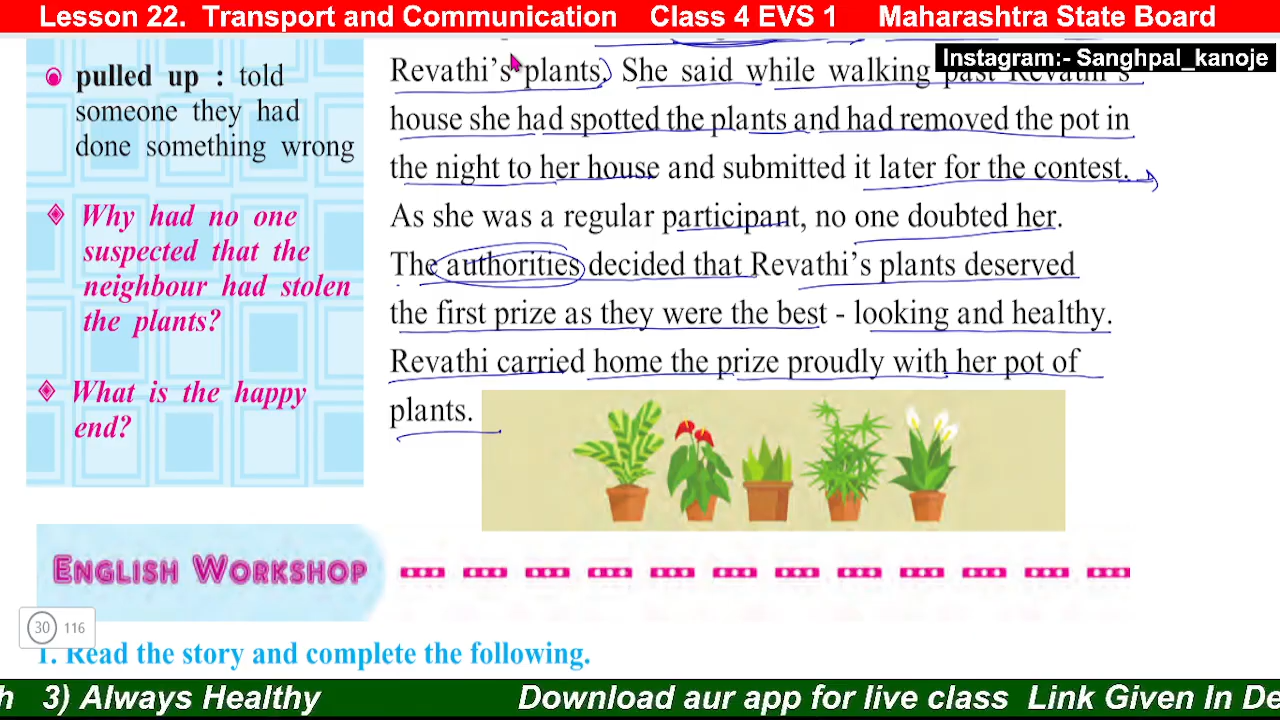 Lesson 22. Transport and Communication Class 4 EVS 1 Maharashtra State Board
Instagram:- Sanghpal_kanoje
pulled up : told
someone they had
done something wrong
Why had no one
suspected that the
neighbour had stolen
the plants?
What is the happy
end?
Revathi's plants. She said while walking past Revathi's
house she had spotted the plants and had removed the pot in
the night to her house and submitted it later for the contest.
As she was a regular participant, no one doubted her.
The authorities decided that Revathi's plants deserved
the first prize as they were the best - looking and healthy.
Revathi carried home the prize proudly with her pot of
plants.
ENGLISH WORKSHOP
30 116
1. Read the story and complete the following.
h 3) Always Healthy Download aur app for live class Link Given In De